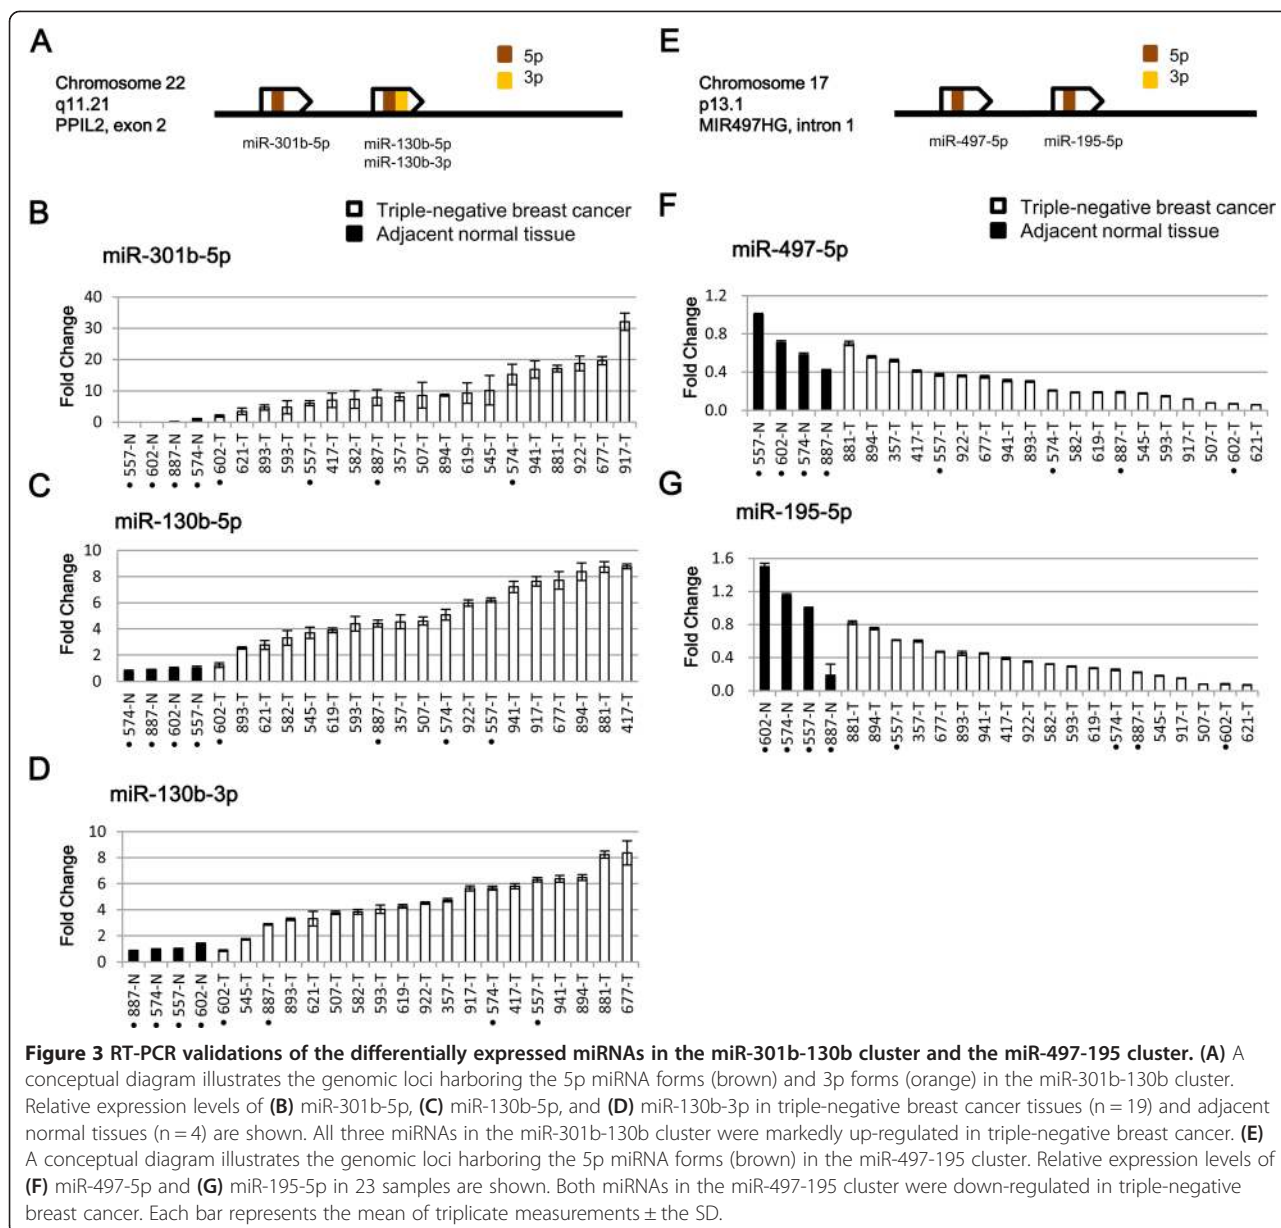 A
Chromosome 22
q11.21
PPIL2, exon 2
5p
3p
miR-301b-5p
miR-130b-5p
miR-130b-3p
B
Triple-negative breast cancer
Adjacent normal tissue
miR-301b-5p
Fold Change
40
30
20
10
0
•557-N •602-N •887-N •574-N •602-T 621-T 893-T 593-T •557-T 417-T 582-T •887-T 357-T 507-T 894-T 619-T 545-T •574-T 941-T 881-T 922-T 677-T 917-T
C
miR-130b-5p
Fold Change
10
8
6
4
2
0
•574-N •887-N •602-N •557-N •602-T 893-T 621-T 582-T 545-T 619-T 593-T •887-T 357-T 507-T •574-T 922-T •557-T 941-T 917-T 677-T 894-T 881-T 417-T
D
miR-130b-3p
Fold Change
10
8
6
4
2
0
•887-N •574-N •557-N •602-N •602-T 545-T •887-T 893-T 621-T 507-T 582-T 593-T 619-T 922-T 357-T 917-T •574-T 417-T •557-T 941-T 894-T 881-T 677-T
E
Chromosome 17
p13.1
MIR497HG, intron 1
5p
3p
miR-497-5p
miR-195-5p
F
Triple-negative breast cancer
Adjacent normal tissue
miR-497-5p
Fold Change
1.2
0.8
0.4
0.0
•557-N •602-N •574-N •887-N 881-T 894-T 357-T 417-T •557-T 922-T 677-T 941-T 893-T •574-T 582-T 619-T •887-T 545-T 593-T 917-T 507-T •602-T 621-T
G
miR-195-5p
Fold Change
1.6
1.2
0.8
0.4
0.0
•602-N •574-N •557-N •887-N 881-T 894-T •557-T 357-T 677-T 893-T 941-T 417-T 922-T 582-T 593-T 619-T •574-T •887-T 545-T 917-T 507-T •602-T 621-T
Figure 3 RT-PCR validations of the differentially expressed miRNAs in the miR-301b-130b cluster and the miR-497-195 cluster. (A) A
conceptual diagram illustrates the genomic loci harboring the 5p miRNA forms (brown) and 3p forms (orange) in the miR-301b-130b cluster.
Relative expression levels of (B) miR-301b-5p, (C) miR-130b-5p, and (D) miR-130b-3p in triple-negative breast cancer tissues (n = 19) and adjacent
normal tissues (n = 4) are shown. All three miRNAs in the miR-301b-130b cluster were markedly up-regulated in triple-negative breast cancer. (E)
A conceptual diagram illustrates the genomic loci harboring the 5p miRNA forms (brown) in the miR-497-195 cluster. Relative expression levels of
(F) miR-497-5p and (G) miR-195-5p in 23 samples are shown. Both miRNAs in the miR-497-195 cluster were down-regulated in triple-negative
breast cancer. Each bar represents the mean of triplicate measurements ± the SD.